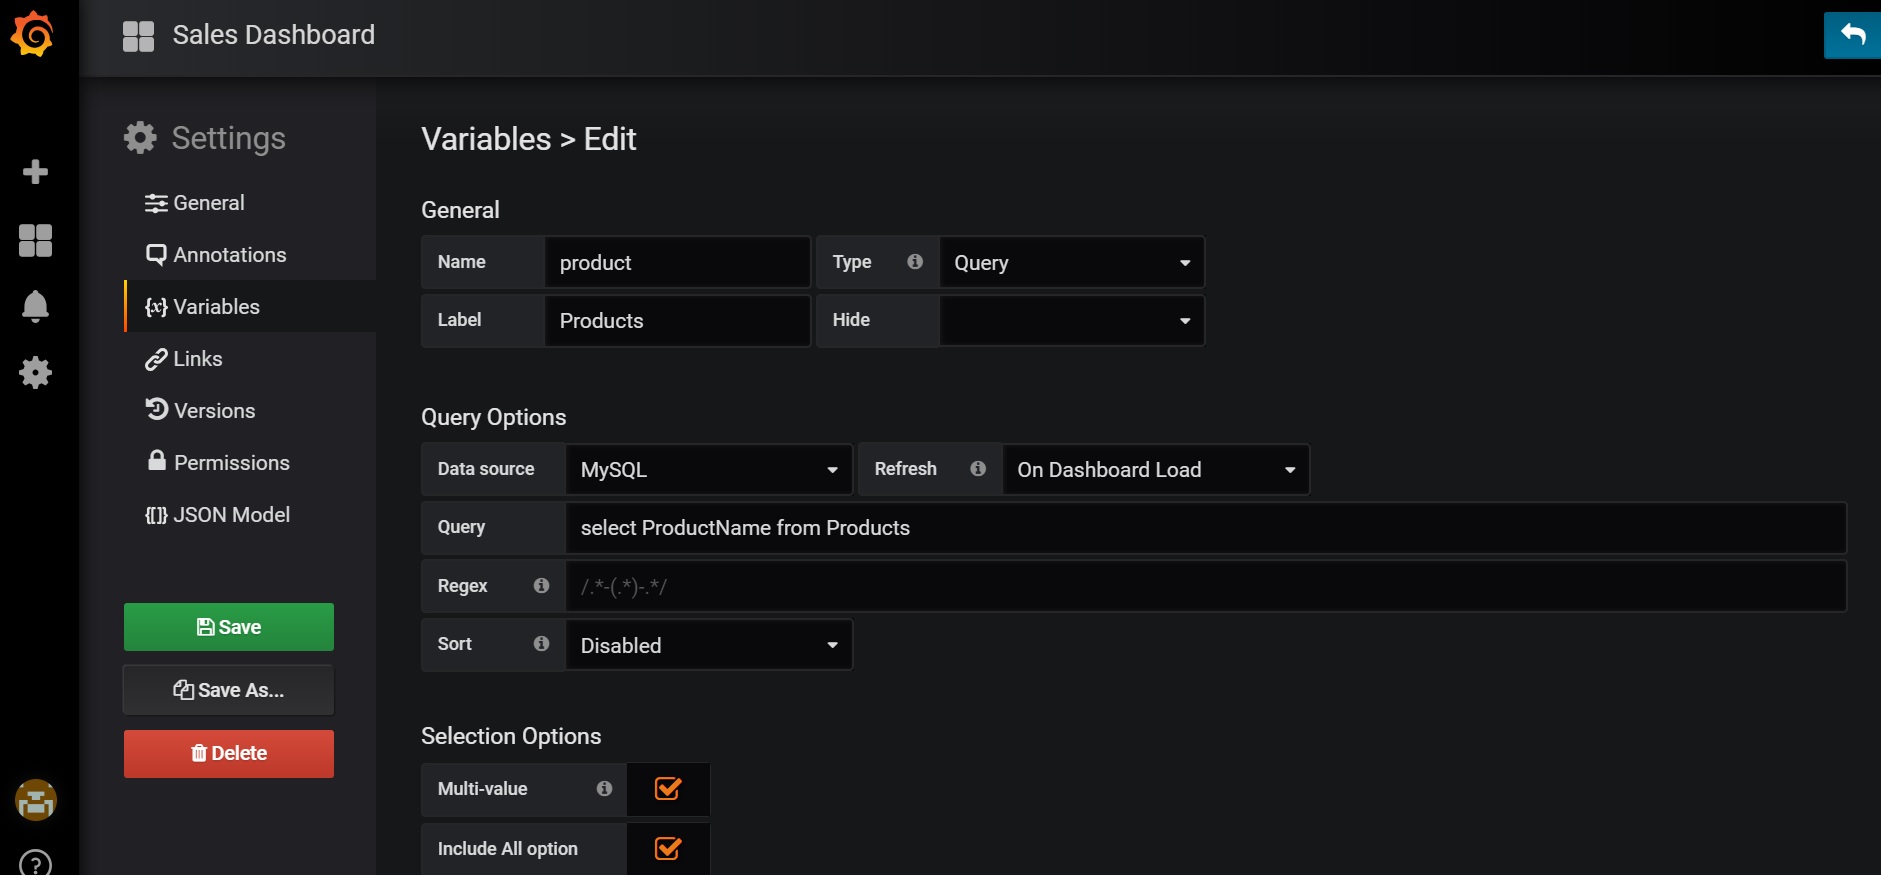 Sales Dashboard
Settings
General
Annotations
{x} Variables
Links
Versions
Permissions
{[]} JSON Model
Save
Save As...
Delete
?
Variables > Edit
General
Name product Type i Query
Label Products Hide
Query Options
Data source MySQL Refresh i On Dashboard Load
Query select ProductName from Products
Regex i /.*-(.*)-.*/
Sort i Disabled
Selection Options
Multi-value i
Include All option